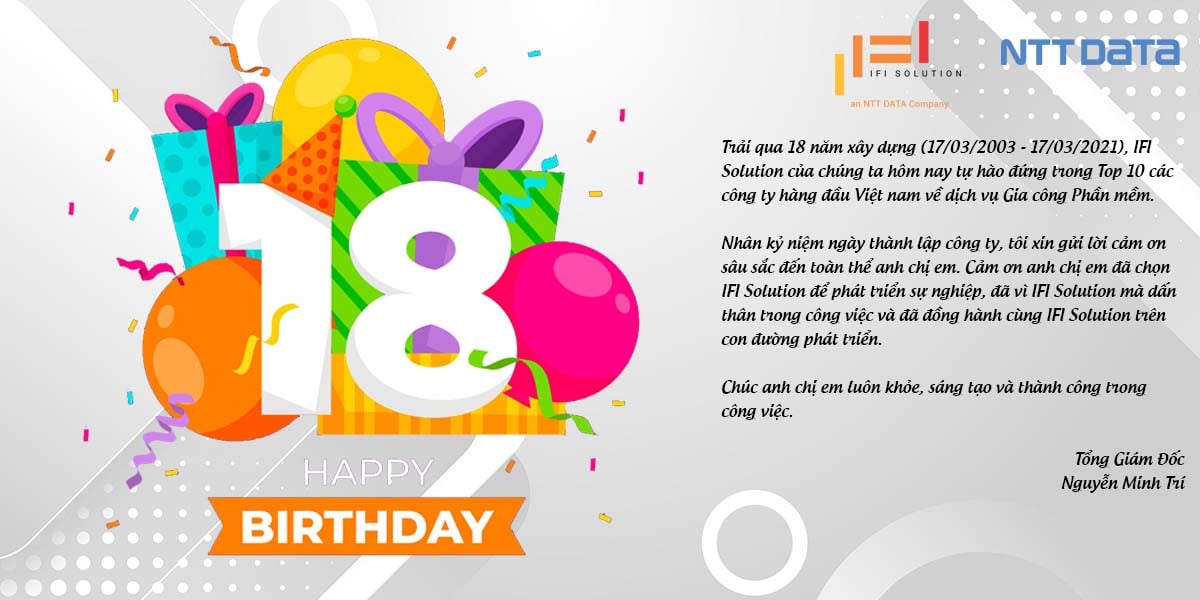 18
HAPPY
BIRTHDAY
IFI SOLUTION
an NTT DATA Company
NTT DATA
Trải qua 18 năm xây dựng (17/03/2003 - 17/03/2021), IFI
Solution của chúng ta hôm nay tự hào đứng trong Top 10 các
công ty hàng đầu Việt nam về dịch vụ Gia công Phần mềm.
Nhân kỷ niệm ngày thành lập công ty, tôi xin gửi lời cảm ơn
sâu sắc đến toàn thể anh chị em. Cảm ơn anh chị em đã chọn
IFI Solution để phát triển sự nghiệp, đã vì IFI Solution mà dấn
thân trong công việc và đã đồng hành cùng IFI Solution trên
con đường phát triển.
Chúc anh chị em luôn khỏe, sáng tạo và thành công trong
công việc.
Tổng Giám Đốc
Nguyễn Minh Trí